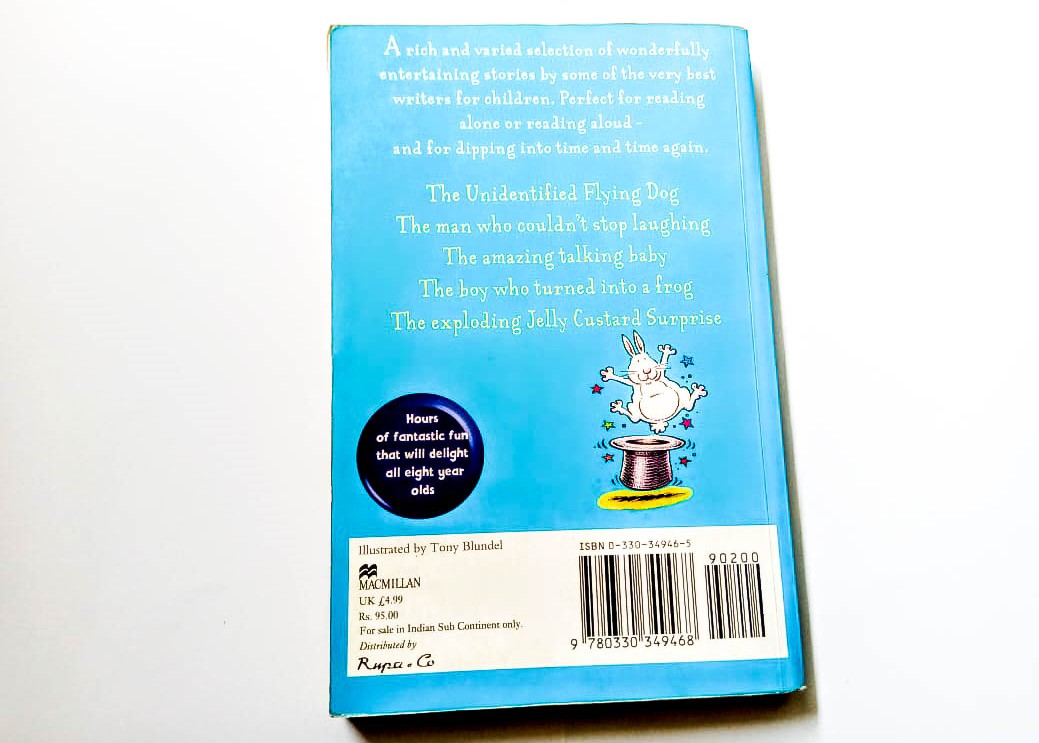 A rich and varied selection of wonderfully
entertaining stories by some of the very best
writers for children. Perfect for reading
alone or reading aloud –
and for dipping into time and time again.
The Unidentified Flying Dog
The man who couldn't stop laughing
The amazing talking baby
The boy who turned into a frog
The exploding Jelly Custard Surprise
Hours
of fantastic fun
that will delight
all eight year
olds
Illustrated by Tony Blundel
MACMILLAN
UK £4.99
Rs. 95.00
For sale in Indian Sub Continent only.
Distributed by
Rupa & Co
ISBN 0-330-34946-5
90200
9 780330 349468